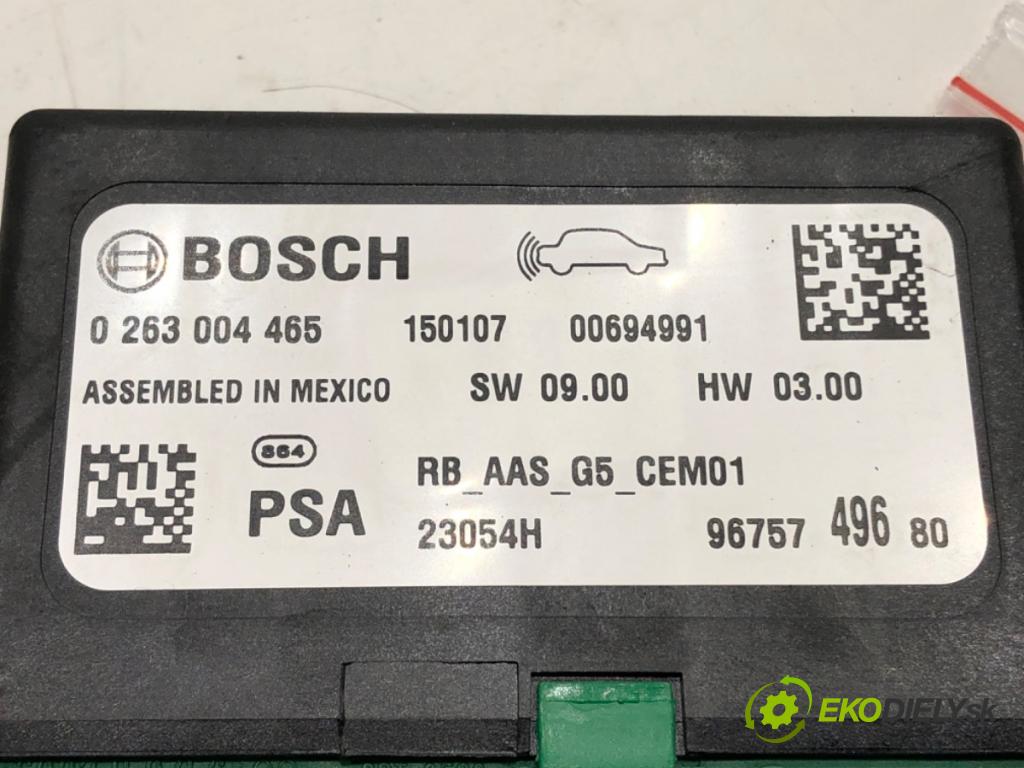 BOSCH
0 263 004 465 150107 00694991
ASSEMBLED IN MEXICO SW 09.00 HW 03.00
864
PSA
RB_AAS_G5_CEM01
23054H 96757 496 80
EKODIELY.sk